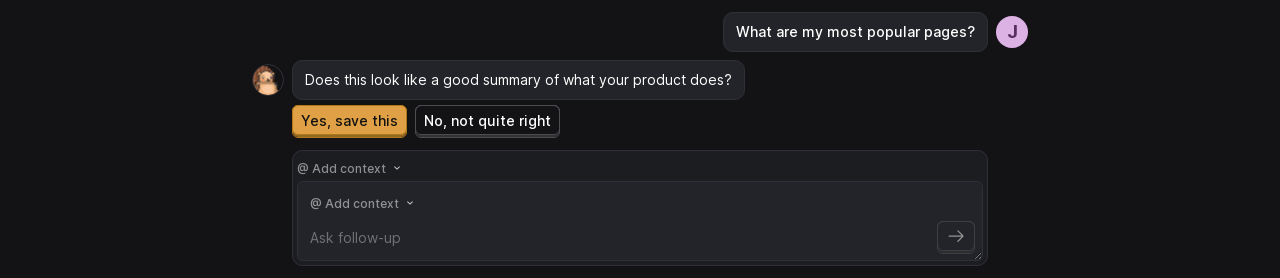 What are my most popular pages?
J
Does this look like a good summary of what your product does?
Yes, save this
No, not quite right
@ Add context
@ Add context
Ask follow-up